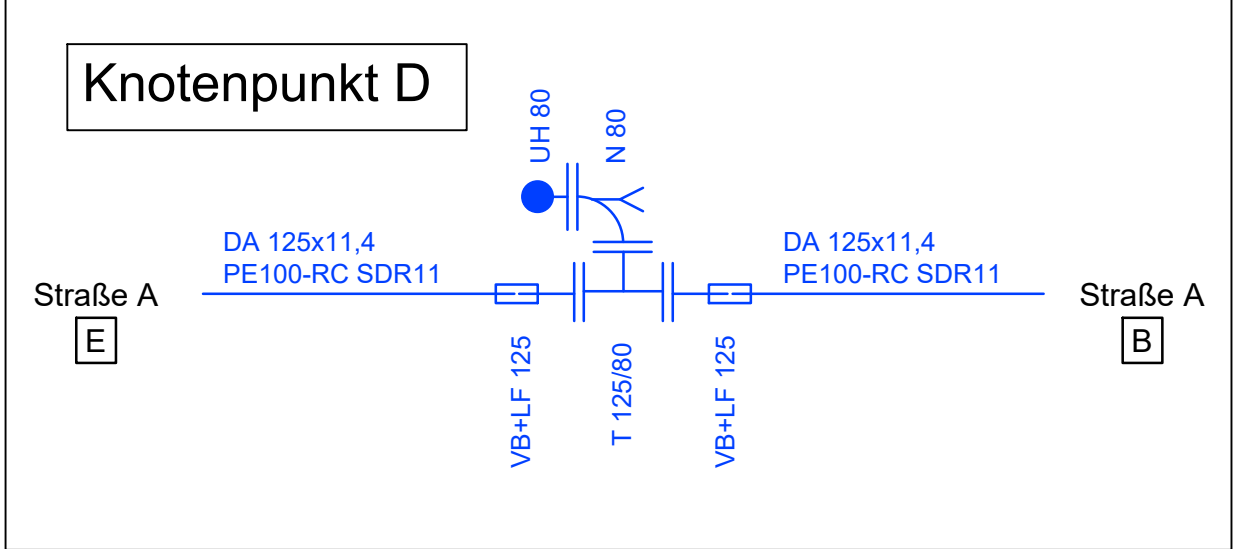 Knotenpunkt D
UH 80
N 80
DA 125x11,4
PE100-RC SDR11
DA 125x11,4
PE100-RC SDR11
Straße A
E
Straße A
B
VB+LF 125
T 125/80
VB+LF 125